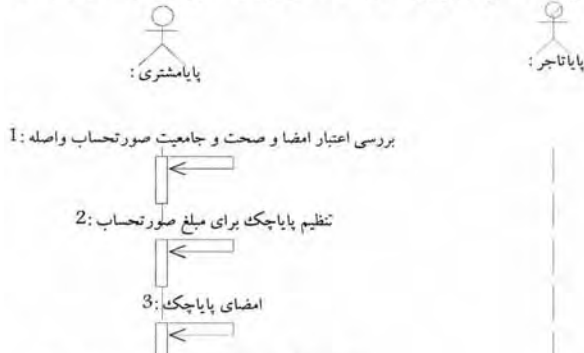 پایامشتری :
پایاتاجر :
1: بررسی اعتبار امضا و صحت و جامعیت صورتحساب واصله
2: تنظیم پایاچک برای مبلغ صورتحساب
3: امضای پایاچک